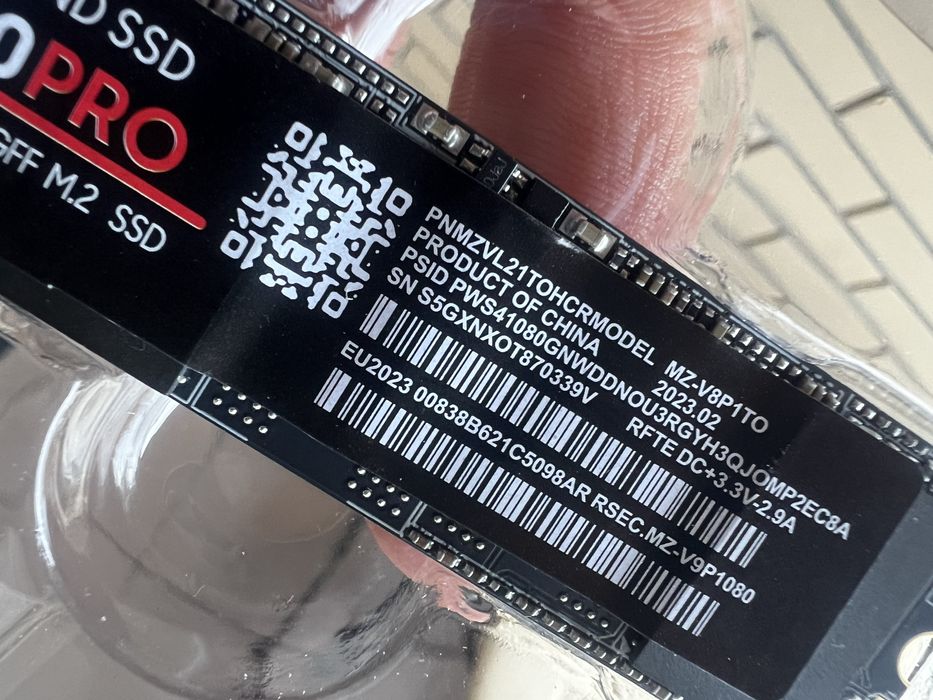 ND SSD
0PRO
GFF M.2 SSD
PNMZVL21TOHCRMODEL MZ-V8P1TO
PRODUCT OF CHINA 2023.02
PSID PWS41080GNWDDNOU3RGYH3QJOMP2EC8A
SN S5GXNXOT870339V RFTE DC+3.3V-2.9A
EU2023 00838B621C5098AR RSEC.MZ-V9P1080